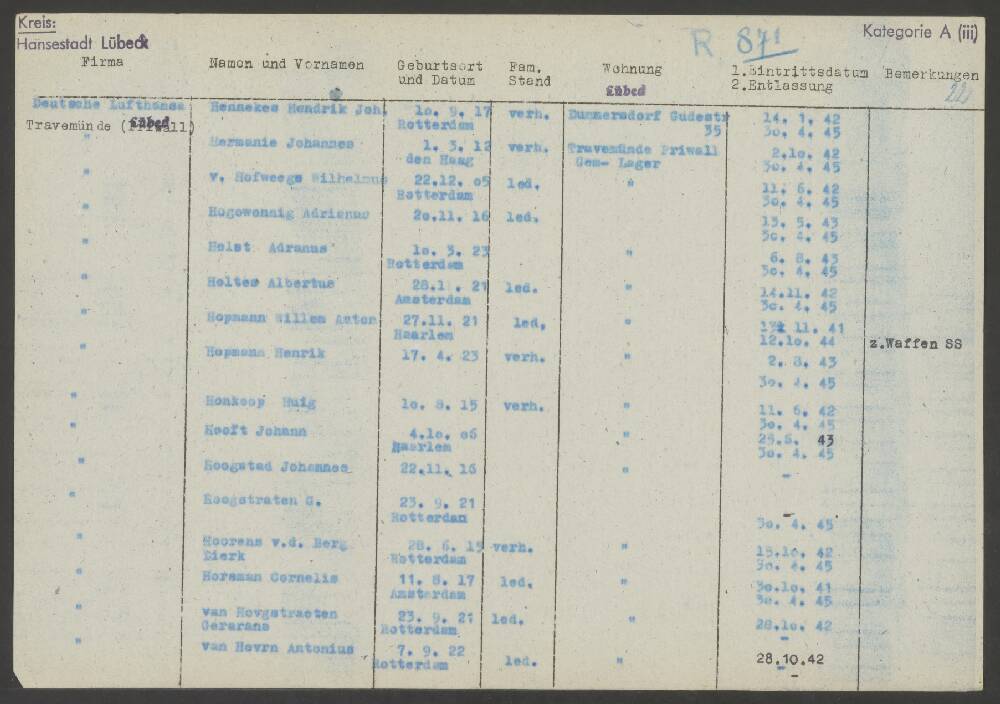 Kreis:
Hansestadt Lübeck
R 871
Kategorie A (iii)
Firma
Namen und Vornamen
Geburtsort und Datum
Fam. Stand
Wohnung
Lübeck
1.Eintrittsdatum
2.Entlassung
Bemerkungen
22
Deutsche Lufthansa Hennekes Hendrik Joh. 1o. 9. 17 verh. Dummersdorf Gudestr 14. 1. 42
Travemünde (Priwall) Lübeck Rotterdam 35 3o. 4. 45
" Hermanie Johannes 1. 3. 12 verh. Travemünde Priwall 2.1o. 42
den Haag Gem- Lager 3o. 4. 45
" v. Hofweegs Wilhelmus 22.12. o5 led. " 11. 6. 42
Rotterdam 3o. 4. 45
" Hogowennig Adrianus 2o.11. 16 led. 13. 5. 43
3o. 4. 45
" Helst Adranus 1o. 3. 23 " 6. 8. 43
Rotterdam 3o. 4. 45
" Holtes Albertus 28.1 . 21 led. " 14.11. 42
Amsterdam 3o. 4. 45
" Hopmann Willem Anton 27.11. 21 led. " 11. 41
Haarlem 12.1o. 44 z.Waffen SS
" Hopmann Henrik 17. 4. 23 verh. " 2. 8. 43
3o. 4. 45
" Honkoop Huig 1o. 8. 15 verh. " 11. 6. 42
3o. 4. 45
" Hooft Johann 4.1o. o6 " 29.6. 43
Haarlem 3o. 4. 45
" Hoogstad Johannes 22.11. 16 " -
" Hoogstraten G. 23. 9. 21 -
Rotterdam 3o. 4. 45
" Hoorens v.d. Berg 28. 6. 15 verh. " 15.1o. 42
Dierk Rotterdam 3o. 4. 45
" Horsman Cornelis 11. 8. 17 led. " 3o.1o. 41
Amsterdam 3o. 4. 45
" van Hovgstraeten 23. 9. 21 led. " 28.1o. 42
Gerarans Rotterdam -
" van Hovrn Antonius 7. 9. 22 led. " 28.10.42
Rotterdam -